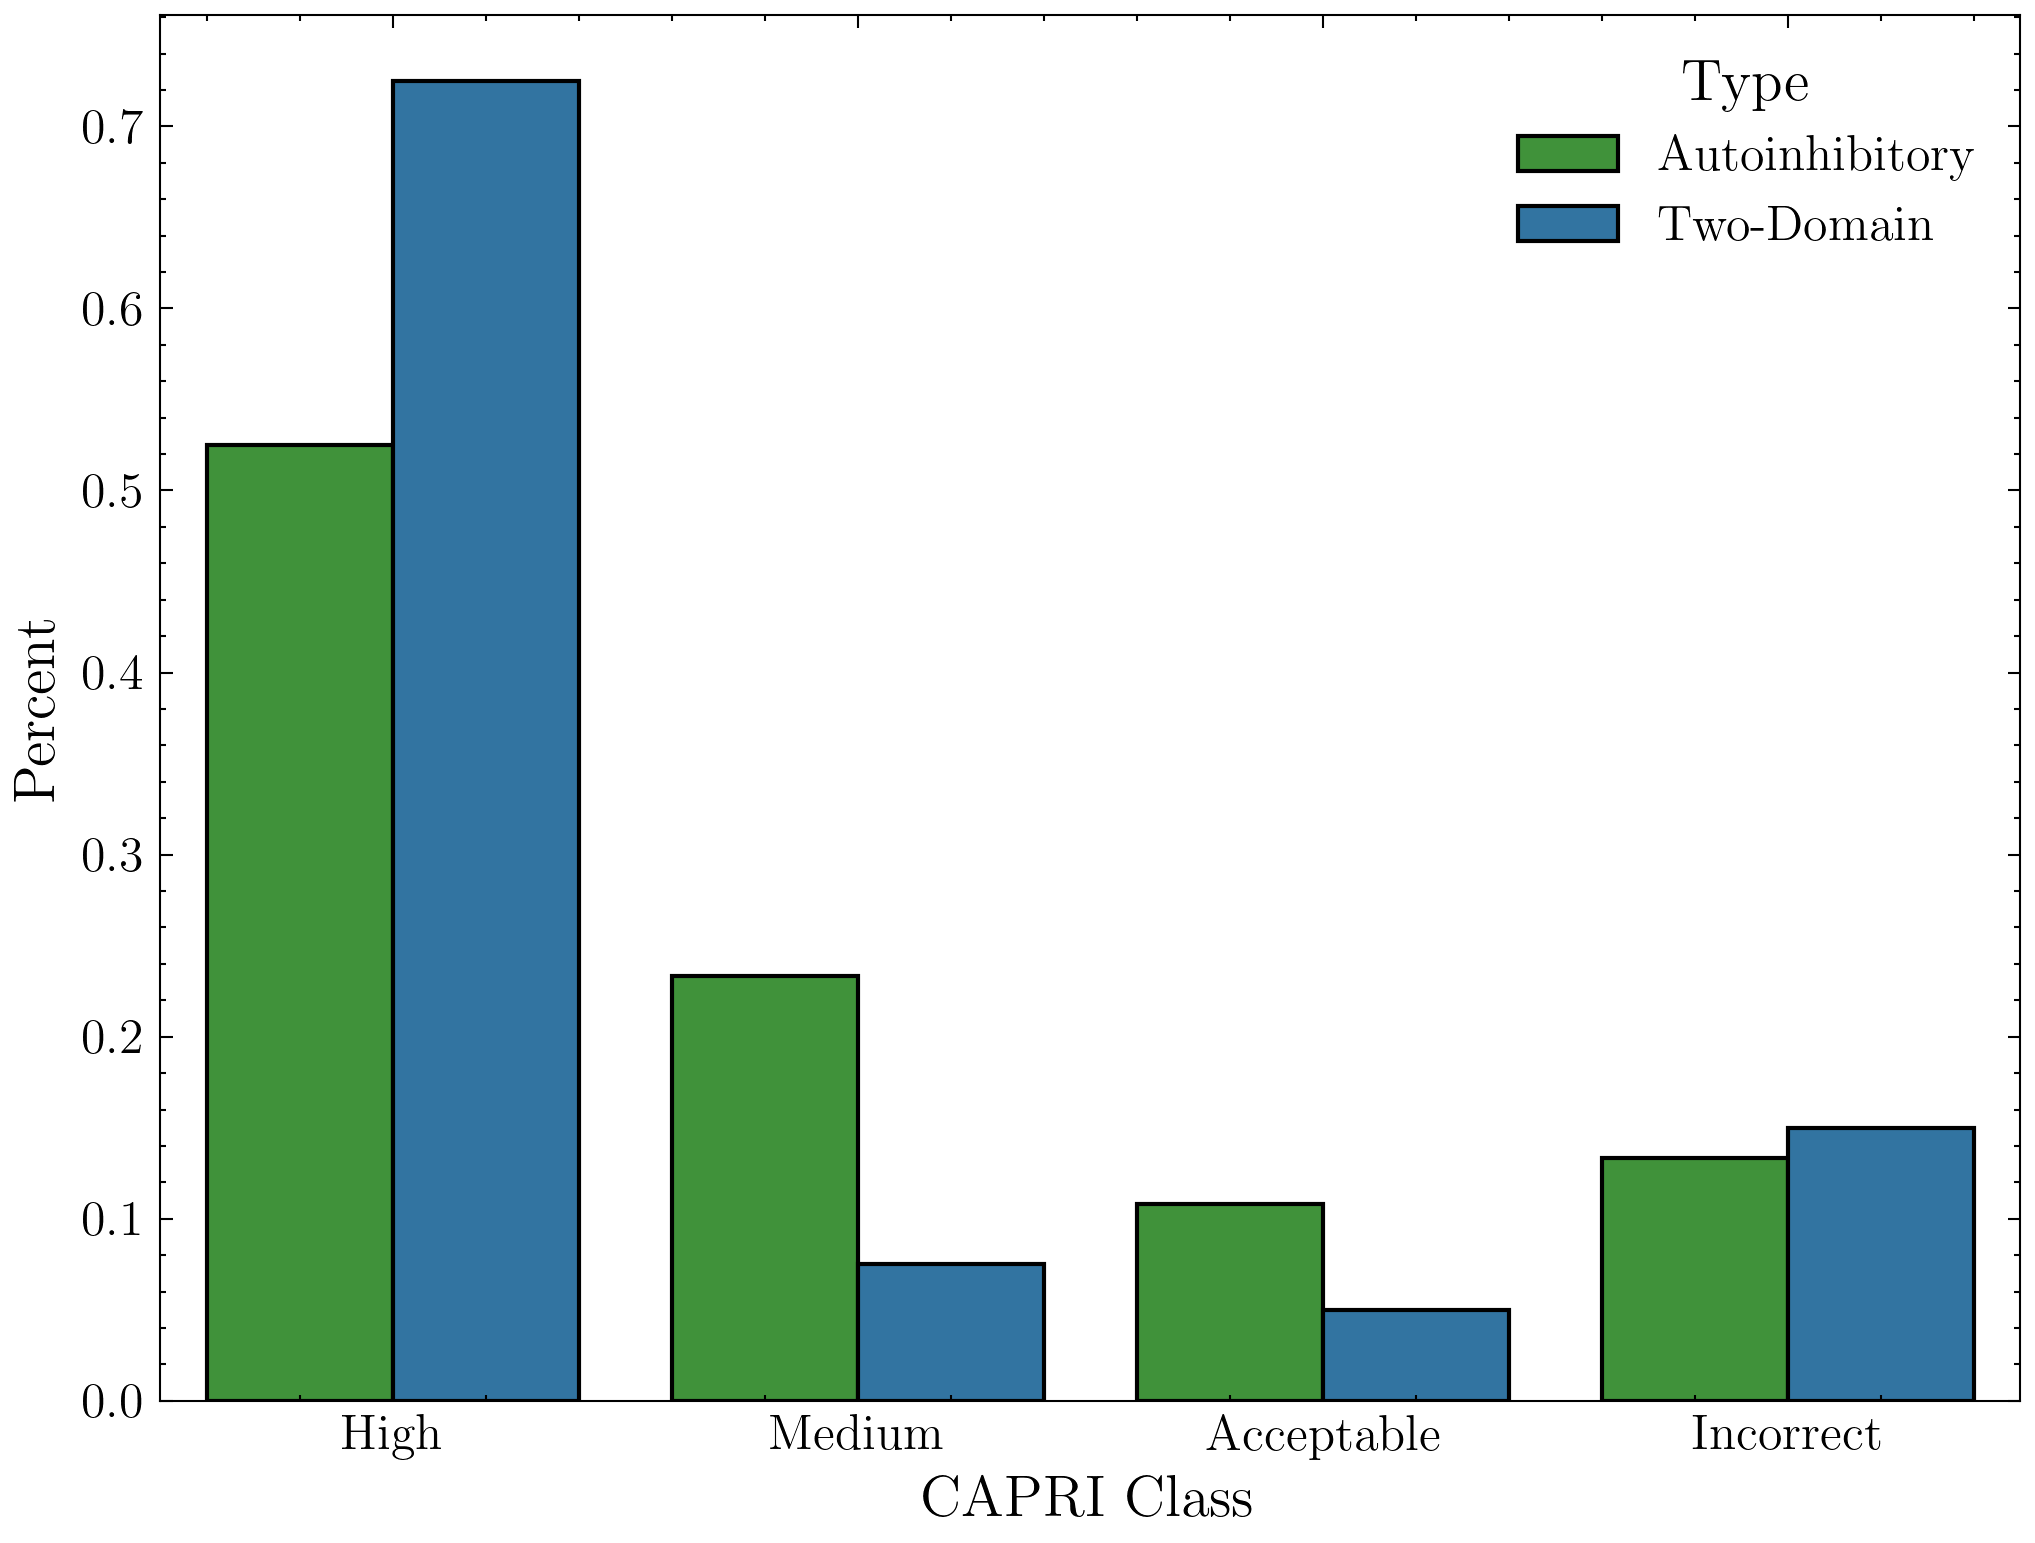 Type
Autoinhibitory
Two-Domain
Percent
0.7
0.6
0.5
0.4
0.3
0.2
0.1
0.0
High Medium Acceptable Incorrect
CAPRI Class